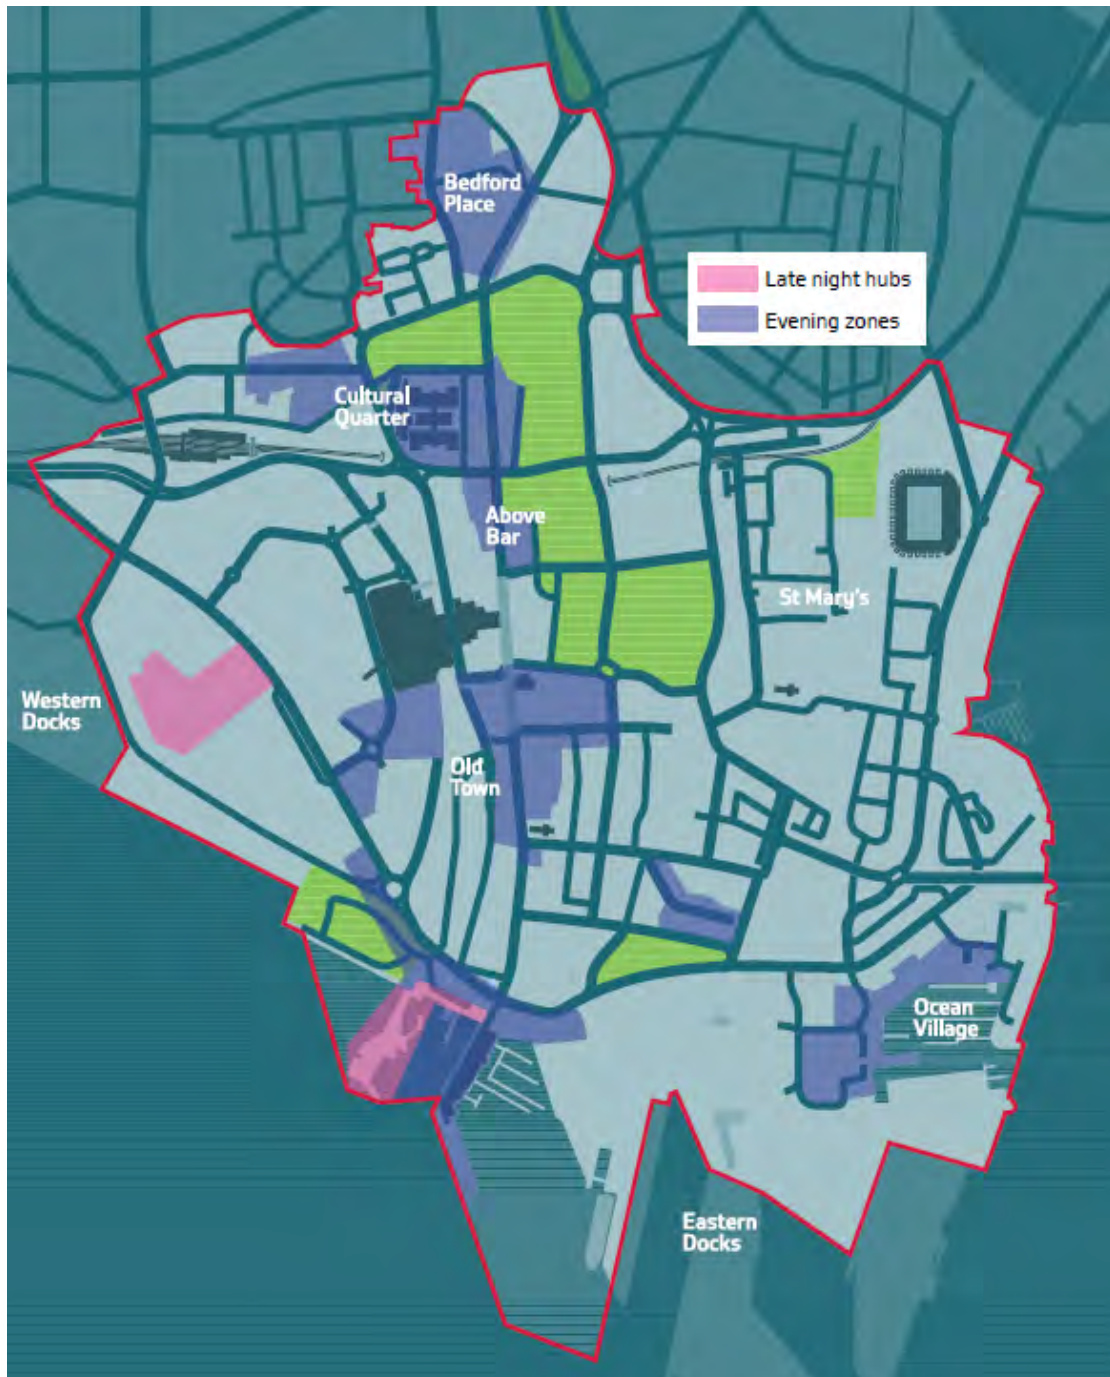 Bedford
Place
Late night hubs
Evening zones
Cultural
Quarter
Above
Bar
St Mary's
Western
Docks
Old
Town
Ocean
Village
Eastern
Docks